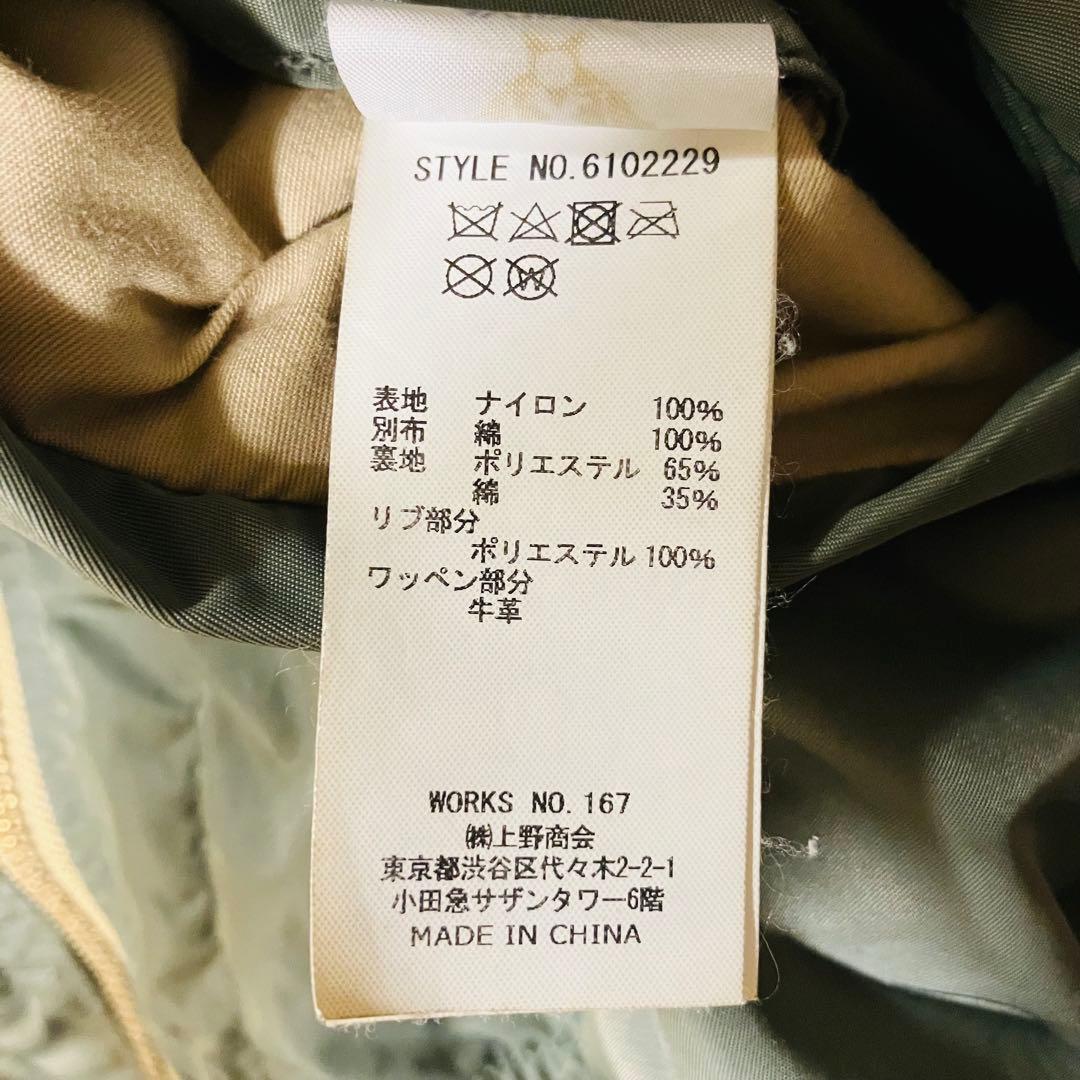 STYLE NO.6102229
W
表地 ナイロン 100%
別布 綿 100%
裏地 ポリエステル 65%
綿 35%
リブ部分
ポリエステル 100%
ワッペン部分
牛革
WORKS NO.167
㈱上野商会
東京都渋谷区代々木2-2-1
小田急サザンタワー6階
MADE IN CHINA